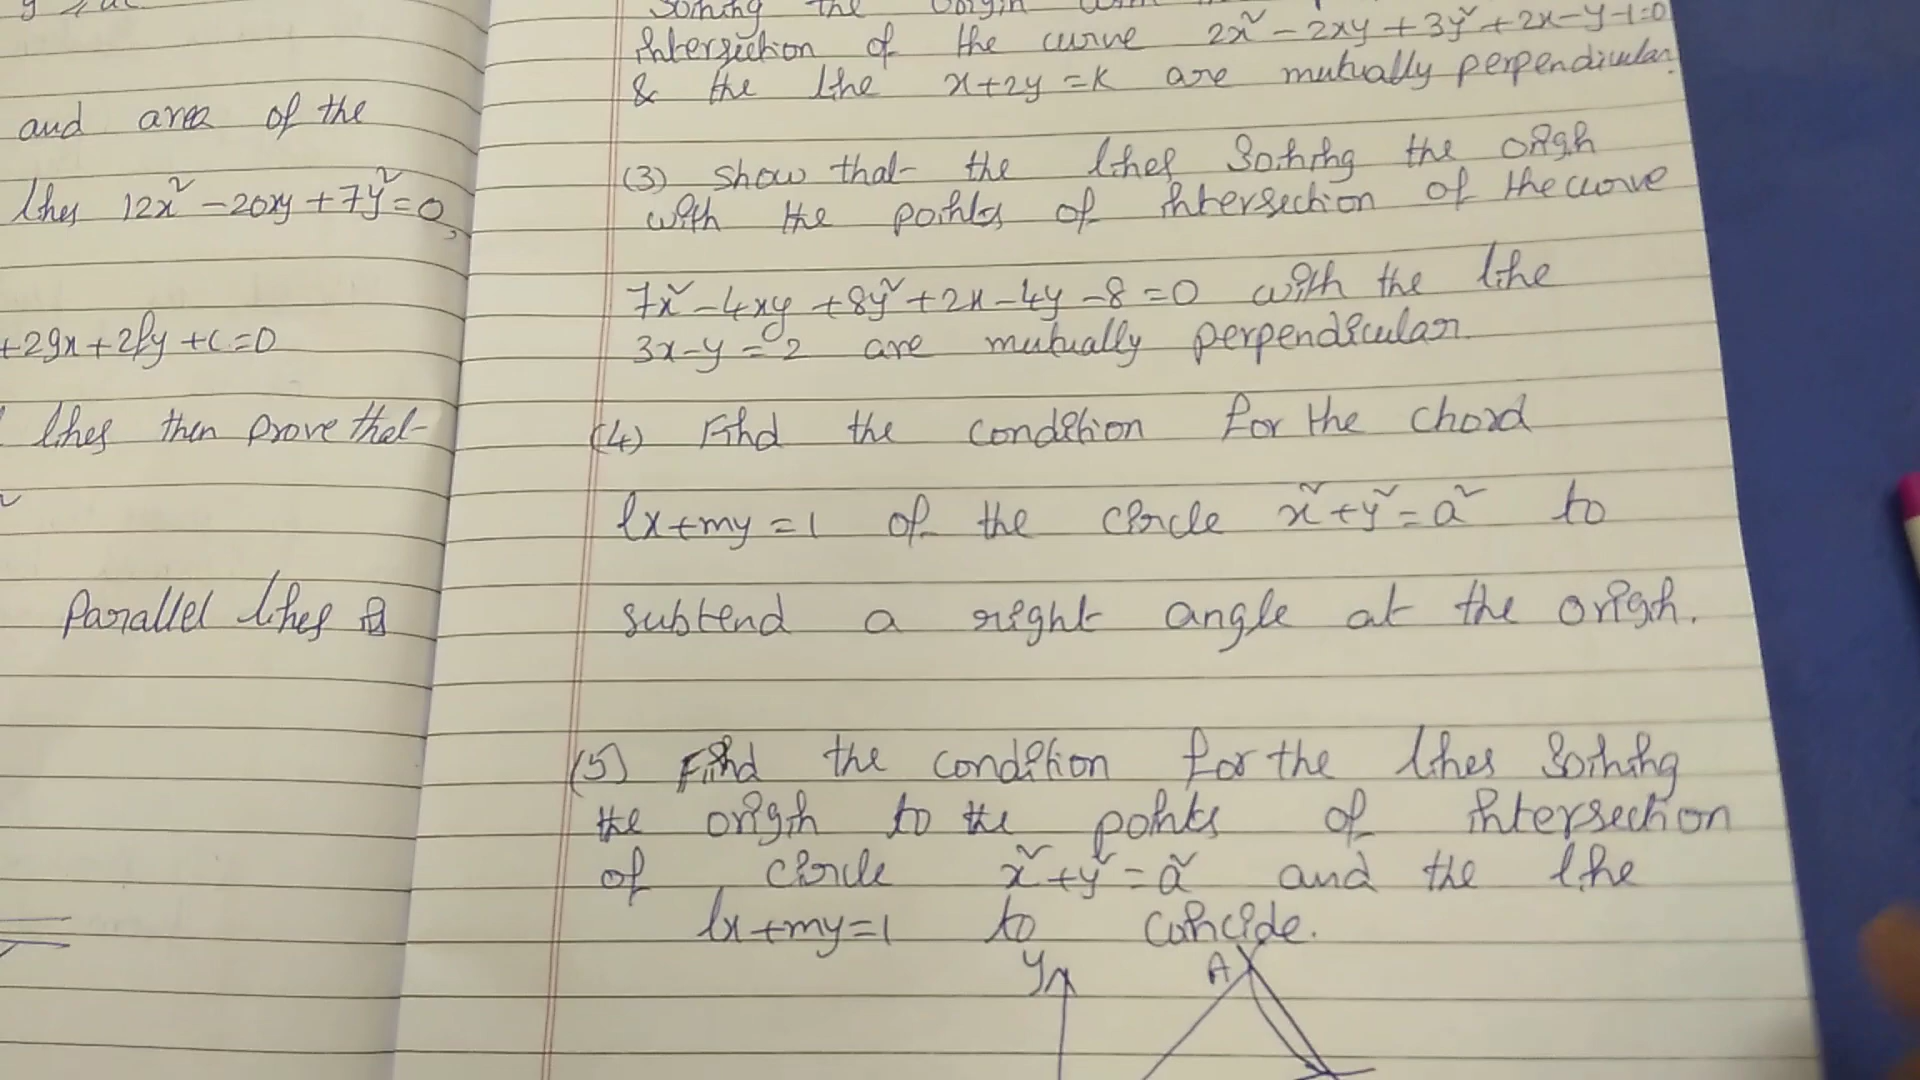 and area of the
lines 12x² - 20xy + 7y² = 0,
+2gx + 2fy + c = 0
lines then prove that
Parallel lines is
Joining the origin
intersection of the curve 2x² - 2xy + 3y² + 2x - y - 1 = 0
& the line x + 2y = k are mutually perpendicular.
(3) Show that the lines Joining the origin
with the points of intersection of the curve
7x² - 4xy + 8y² + 2x - 4y - 8 = 0 with the line
3x - y = 2 are mutually perpendicular.
(4) Find the condition for the chord
lx + my = 1 of the circle x² + y² = a² to
subtend a right angle at the origin.
(5) Find the condition for the lines Joining
the origin to the points of intersection
of circle x² + y² = a² and the line
lx + my = 1 to coincide.
Y A